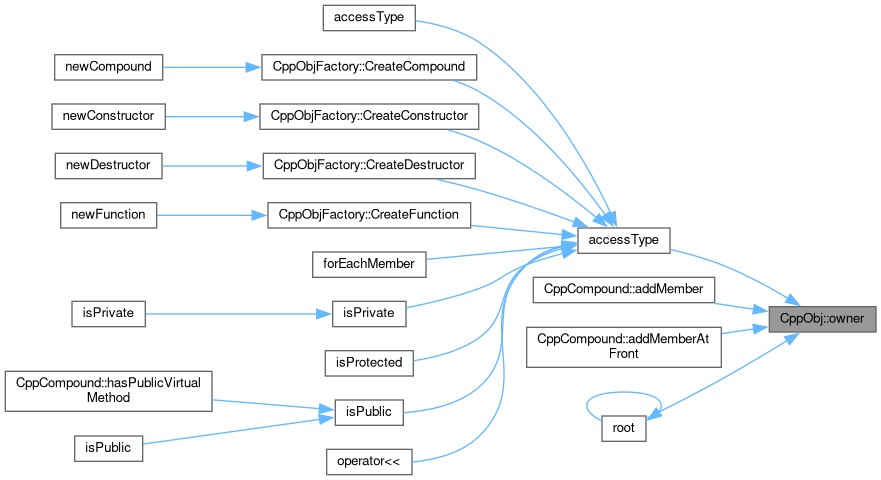 accessType
newCompound
CppObjFactory::CreateCompound
newConstructor
CppObjFactory::CreateConstructor
newDestructor
CppObjFactory::CreateDestructor
newFunction
CppObjFactory::CreateFunction
accessType
forEachMember
CppCompound::addMember
isPrivate
isPrivate
CppObj::owner
CppCompound::addMemberAt
Front
isProtected
CppCompound::hasPublicVirtual
Method
isPublic
root
isPublic
operator<<